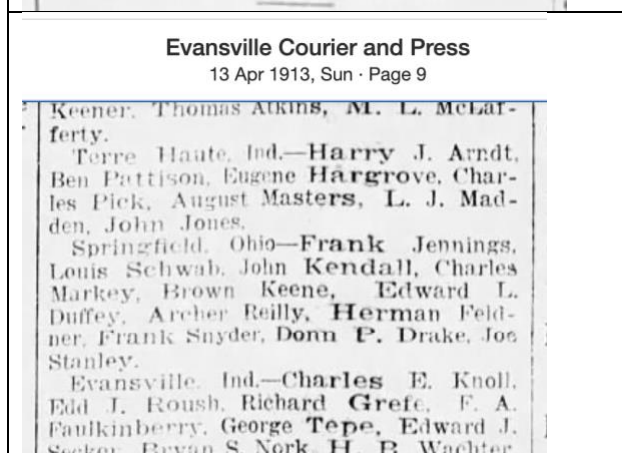 Evansville Courier and Press
13 Apr 1913, Sun · Page 9
Keener, Thomas Atkins, M. L. McLaf-
ferty.
Terre Haute, Ind.—Harry J. Arndt,
Ben Pattison, Eugene Hargrove, Char-
les Pick, August Masters, L. J. Mad-
den, John Jones.
Springfield, Ohio—Frank Jennings,
Louis Schwab, John Kendall, Charles
Markey, Brown Keene, Edward L.
Duffey, Archer Reilly, Herman Feld-
ner, Frank Snyder, Donn P. Drake, Joe
Stanley.
Evansville, Ind.—Charles E. Knoll,
Edd J. Roush, Richard Grefe, F. A.
Faulkinberry, George Tepe, Edward J.
Bryan S. Nork, H. B. Wachter,